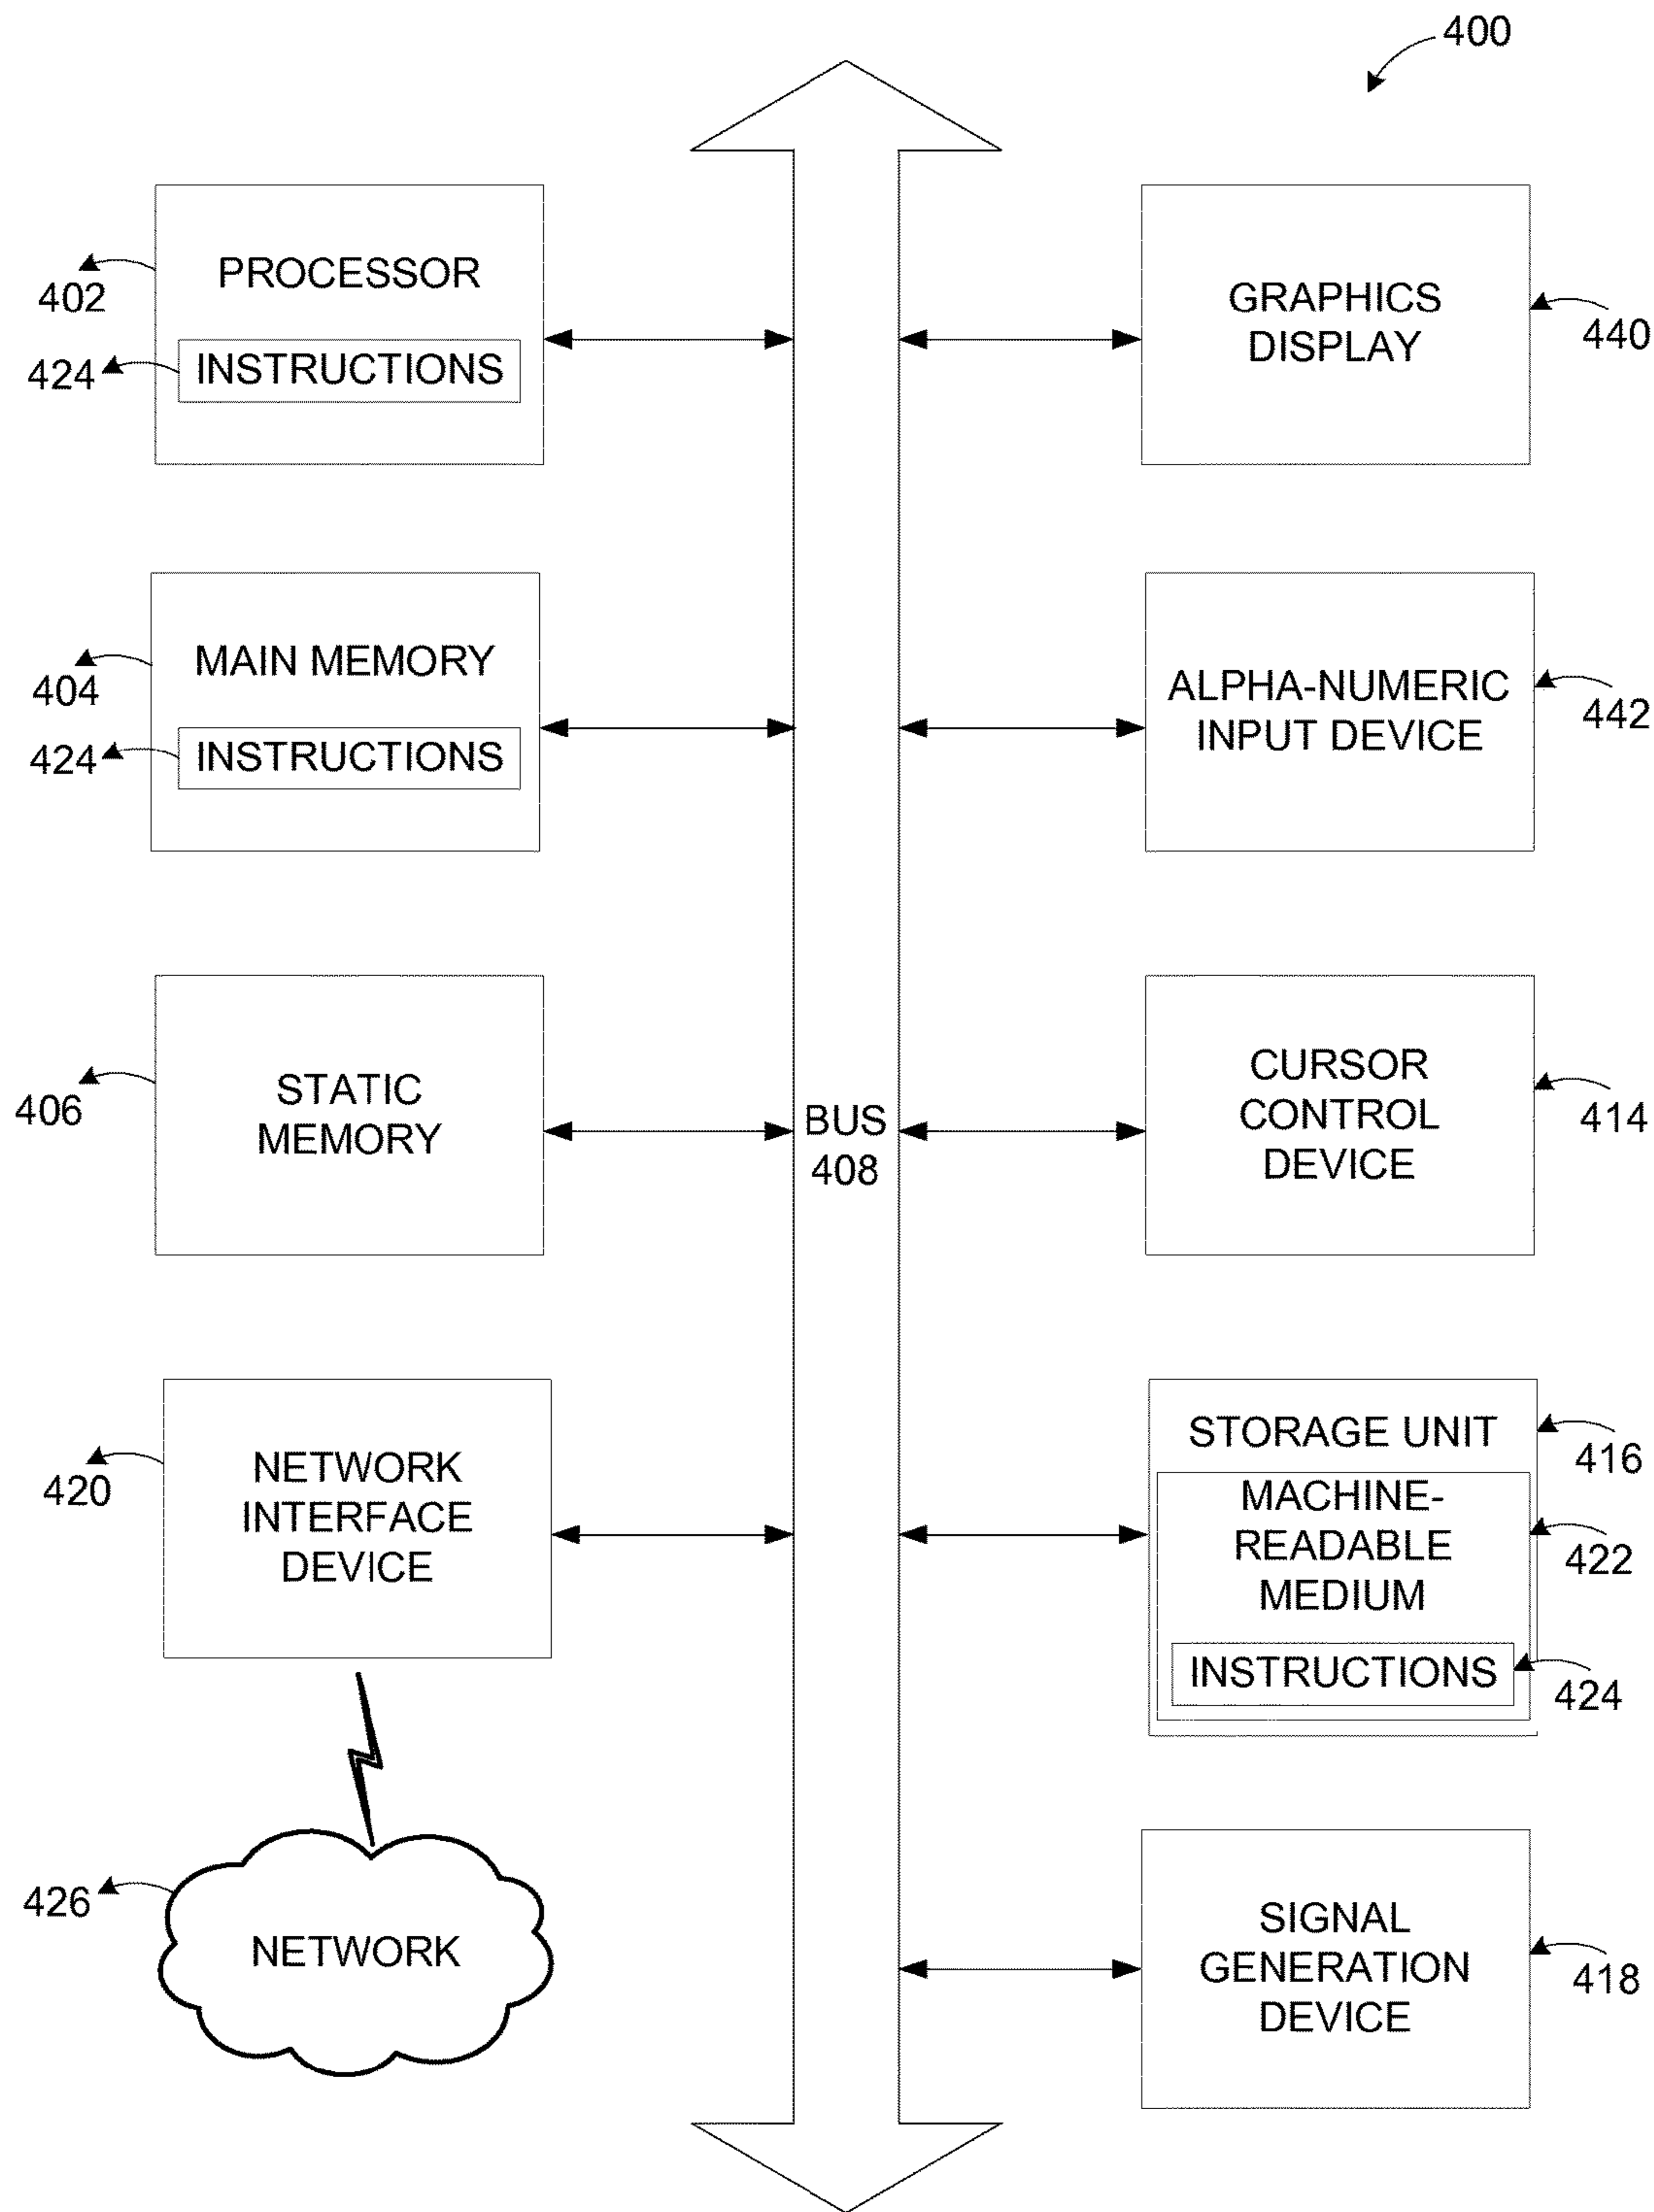 400
PROCESSOR
402
424
INSTRUCTIONS
GRAPHICS
DISPLAY
440
MAIN MEMORY
404
424
INSTRUCTIONS
ALPHA-NUMERIC
INPUT DEVICE
442
STATIC
MEMORY
406
BUS
408
CURSOR
CONTROL
DEVICE
414
NETWORK
INTERFACE
DEVICE
420
STORAGE UNIT
416
MACHINE-
READABLE
MEDIUM
422
INSTRUCTIONS
424
426
NETWORK
SIGNAL
GENERATION
DEVICE
418